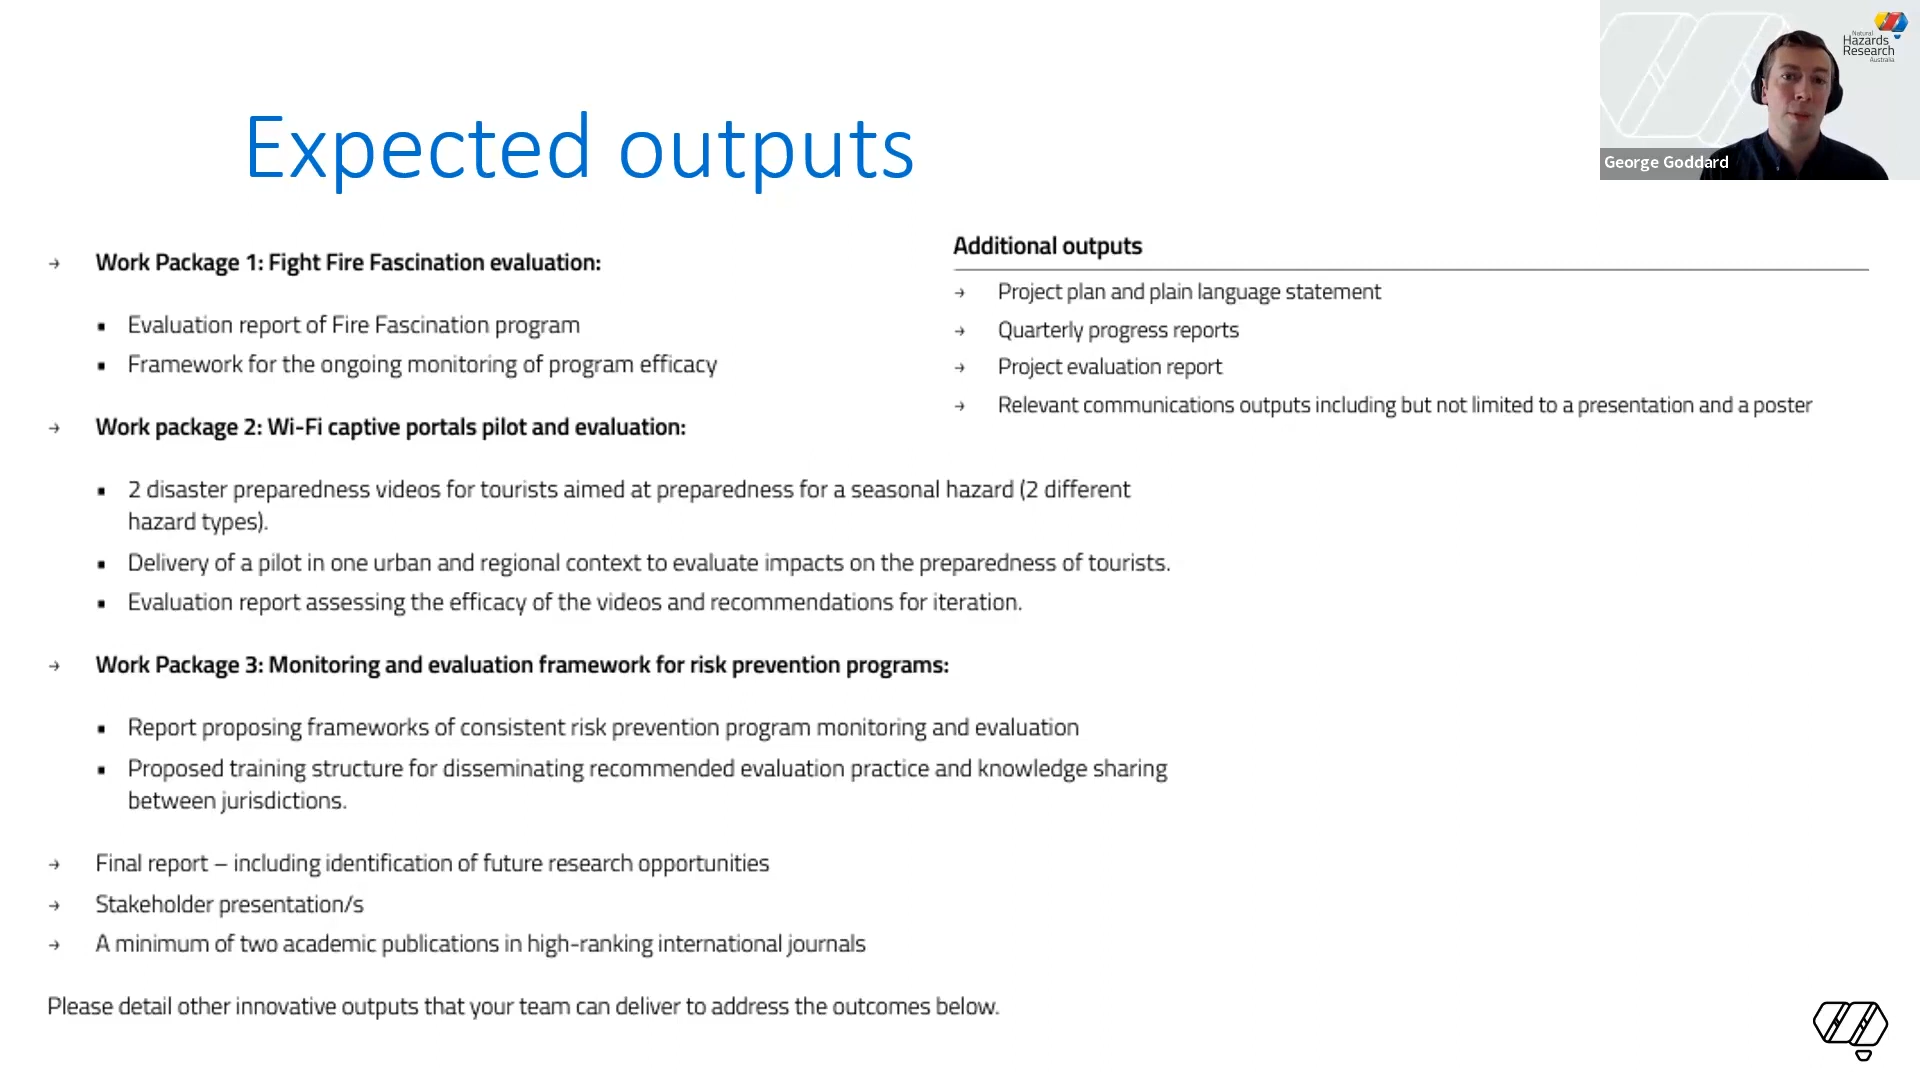 Expected outputs
Natural
Hazards
Research
Australia
George Goddard
→ Work Package 1: Fight Fire Fascination evaluation:
▪ Evaluation report of Fire Fascination program
▪ Framework for the ongoing monitoring of program efficacy
→ Work package 2: Wi-Fi captive portals pilot and evaluation:
▪ 2 disaster preparedness videos for tourists aimed at preparedness for a seasonal hazard (2 different
hazard types).
▪ Delivery of a pilot in one urban and regional context to evaluate impacts on the preparedness of tourists.
▪ Evaluation report assessing the efficacy of the videos and recommendations for iteration.
→ Work Package 3: Monitoring and evaluation framework for risk prevention programs:
▪ Report proposing frameworks of consistent risk prevention program monitoring and evaluation
▪ Proposed training structure for disseminating recommended evaluation practice and knowledge sharing
between jurisdictions.
→ Final report – including identification of future research opportunities
→ Stakeholder presentation/s
→ A minimum of two academic publications in high-ranking international journals
Please detail other innovative outputs that your team can deliver to address the outcomes below.
Additional outputs
→ Project plan and plain language statement
→ Quarterly progress reports
→ Project evaluation report
→ Relevant communications outputs including but not limited to a presentation and a poster